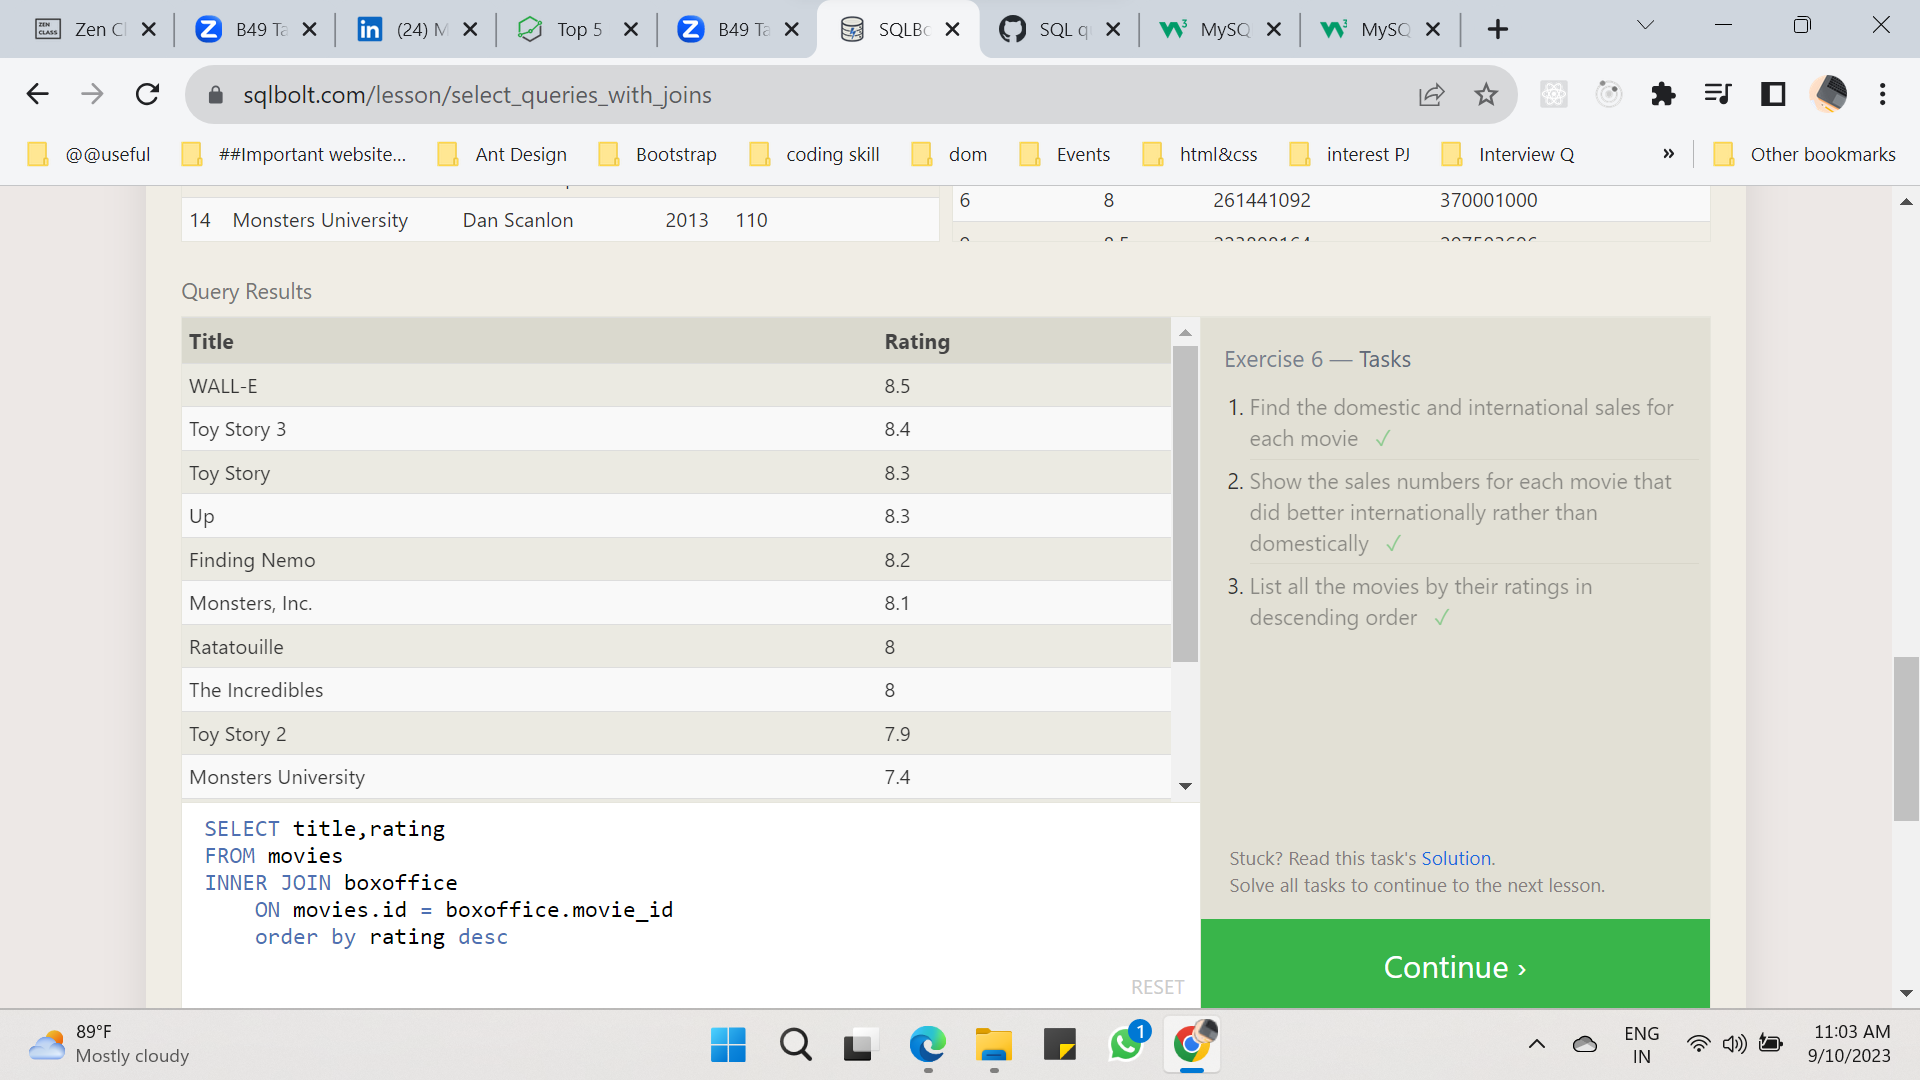 Zen Cl
B49 Ta
(24) M
Top 5
B49 Ta
SQLBo
SQL q
MySQ
MySQ
sqlbolt.com/lesson/select_queries_with_joins
@@useful
##Important website...
Ant Design
Bootstrap
coding skill
dom
Events
html&css
interest PJ
Interview Q
»
Other bookmarks
14 Monsters University Dan Scanlon 2013 110
6 8 261441092 370001000
Query Results
Title Rating
WALL-E 8.5
Toy Story 3 8.4
Toy Story 8.3
Up 8.3
Finding Nemo 8.2
Monsters, Inc. 8.1
Ratatouille 8
The Incredibles 8
Toy Story 2 7.9
Monsters University 7.4
SELECT title,rating
FROM movies
INNER JOIN boxoffice
ON movies.id = boxoffice.movie_id
order by rating desc
RESET
Exercise 6 — Tasks
1. Find the domestic and international sales for
each movie ✓
2. Show the sales numbers for each movie that
did better internationally rather than
domestically ✓
3. List all the movies by their ratings in
descending order ✓
Stuck? Read this task's Solution.
Solve all tasks to continue to the next lesson.
Continue ›
89°F
Mostly cloudy
1
ENG
IN
11:03 AM
9/10/2023